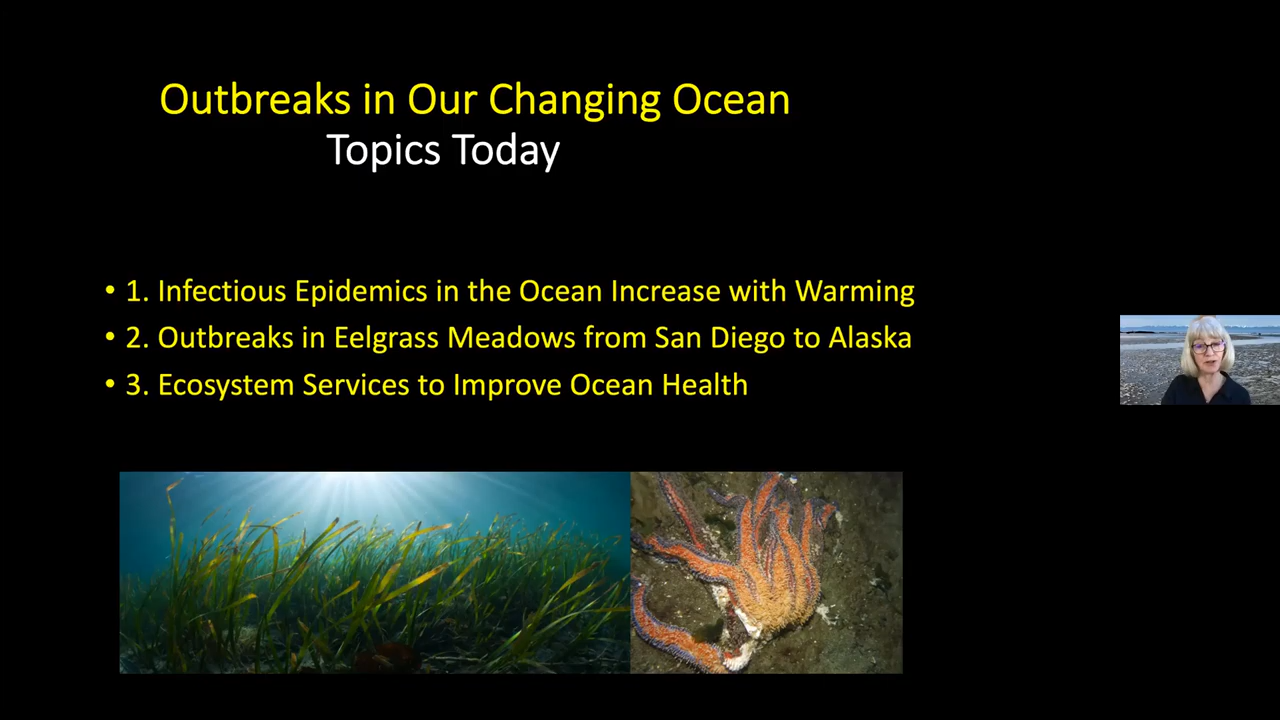 Outbreaks in Our Changing Ocean
Topics Today
• 1. Infectious Epidemics in the Ocean Increase with Warming
• 2. Outbreaks in Eelgrass Meadows from San Diego to Alaska
• 3. Ecosystem Services to Improve Ocean Health